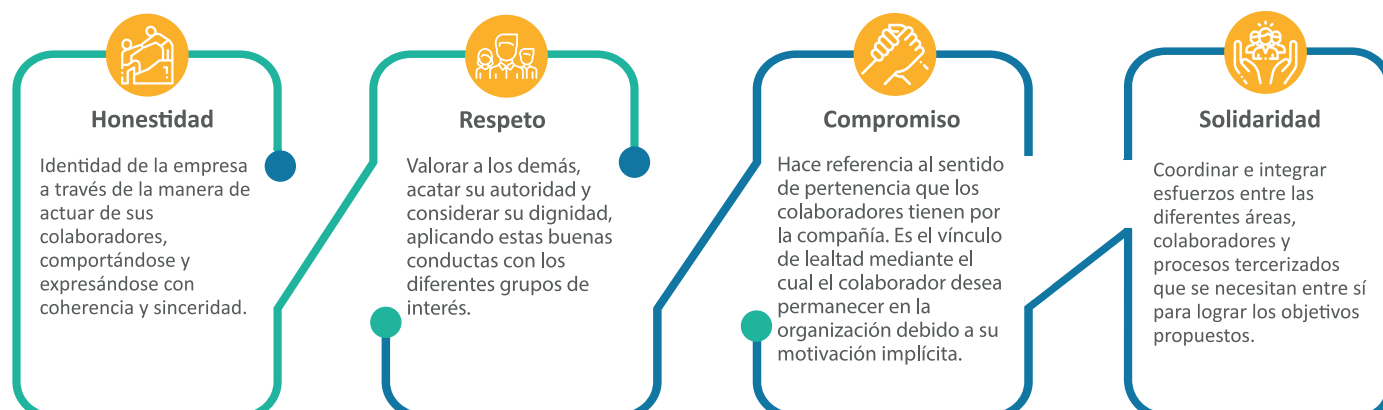 Honestidad
Identidad de la empresa
a través de la manera de
actuar de sus
colaboradores,
comportándose y
expresándose con
coherencia y sinceridad.
Respeto
Valorar a los demás,
acatar su autoridad y
considerar su dignidad,
aplicando estas buenas
conductas con los
diferentes grupos de
interés.
Compromiso
Hace referencia al sentido
de pertenencia que los
colaboradores tienen por
la compañía. Es el vínculo
de lealtad mediante el
cual el colaborador desea
permanecer en la
organización debido a su
motivación implícita.
Solidaridad
Coordinar e integrar
esfuerzos entre las
diferentes áreas,
colaboradores y
procesos tercerizados
que se necesitan entre sí
para lograr los objetivos
propuestos.